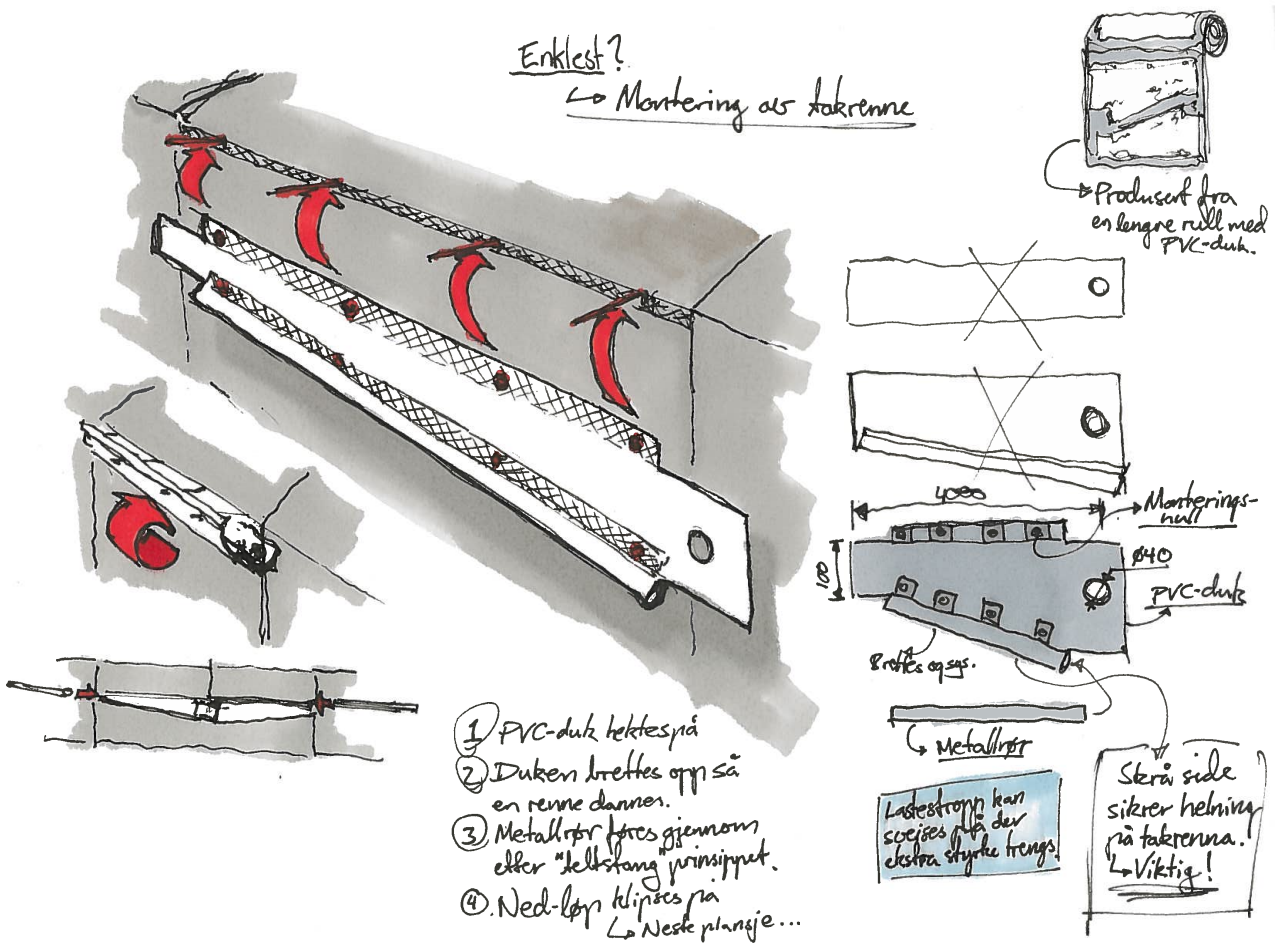 Enklest?
↳ Montering av takrenne
Produsert fra
en lengre rull med
PVC-duk.
4000
Monterings-
hull
100
Ø40
PVC-duk
Brettes og sys.
Metallrør
① PVC-duk hektes på
② Duken brettes opp så
en renne dannes.
③ Metallrør føres gjennom
etter "teltstang" prinsippet.
④. Ned-løp klipses på
↳ Neste plansje...
Lastestropp kan
sveises på der
ekstra styrke trengs.
Skrå side
sikrer helning
på takrenna.
↳ Viktig!